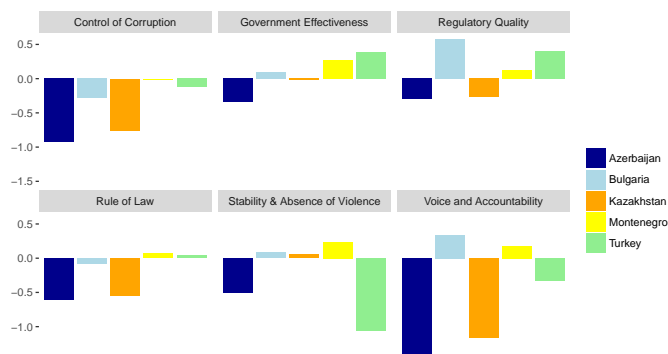 Control of Corruption
Government Effectiveness
Regulatory Quality
0.5
0.0
−0.5
−1.0
−1.5
Rule of Law
Stability & Absence of Violence
Voice and Accountability
0.5
0.0
−0.5
−1.0
Azerbaijan
Bulgaria
Kazakhstan
Montenegro
Turkey